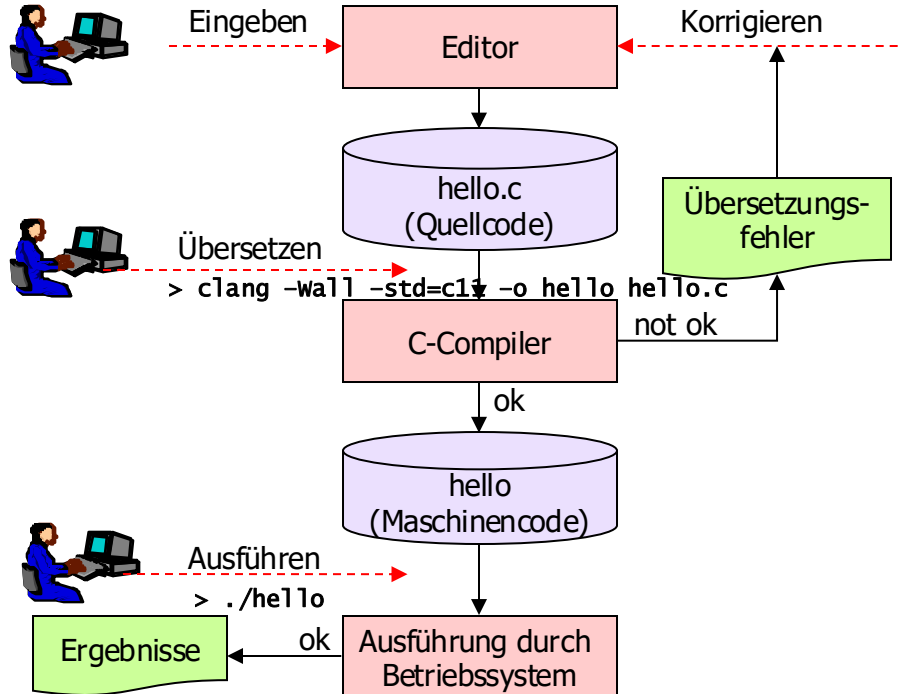 Eingeben
Korrigieren
Editor
hello.c
(Quellcode)
Übersetzungs-
fehler
Übersetzen
> clang -Wall -std=c11 -o hello hello.c
C-Compiler
not ok
ok
hello
(Maschinencode)
Ausführen
> ./hello
Ergebnisse
ok
Ausführung durch
Betriebssystem